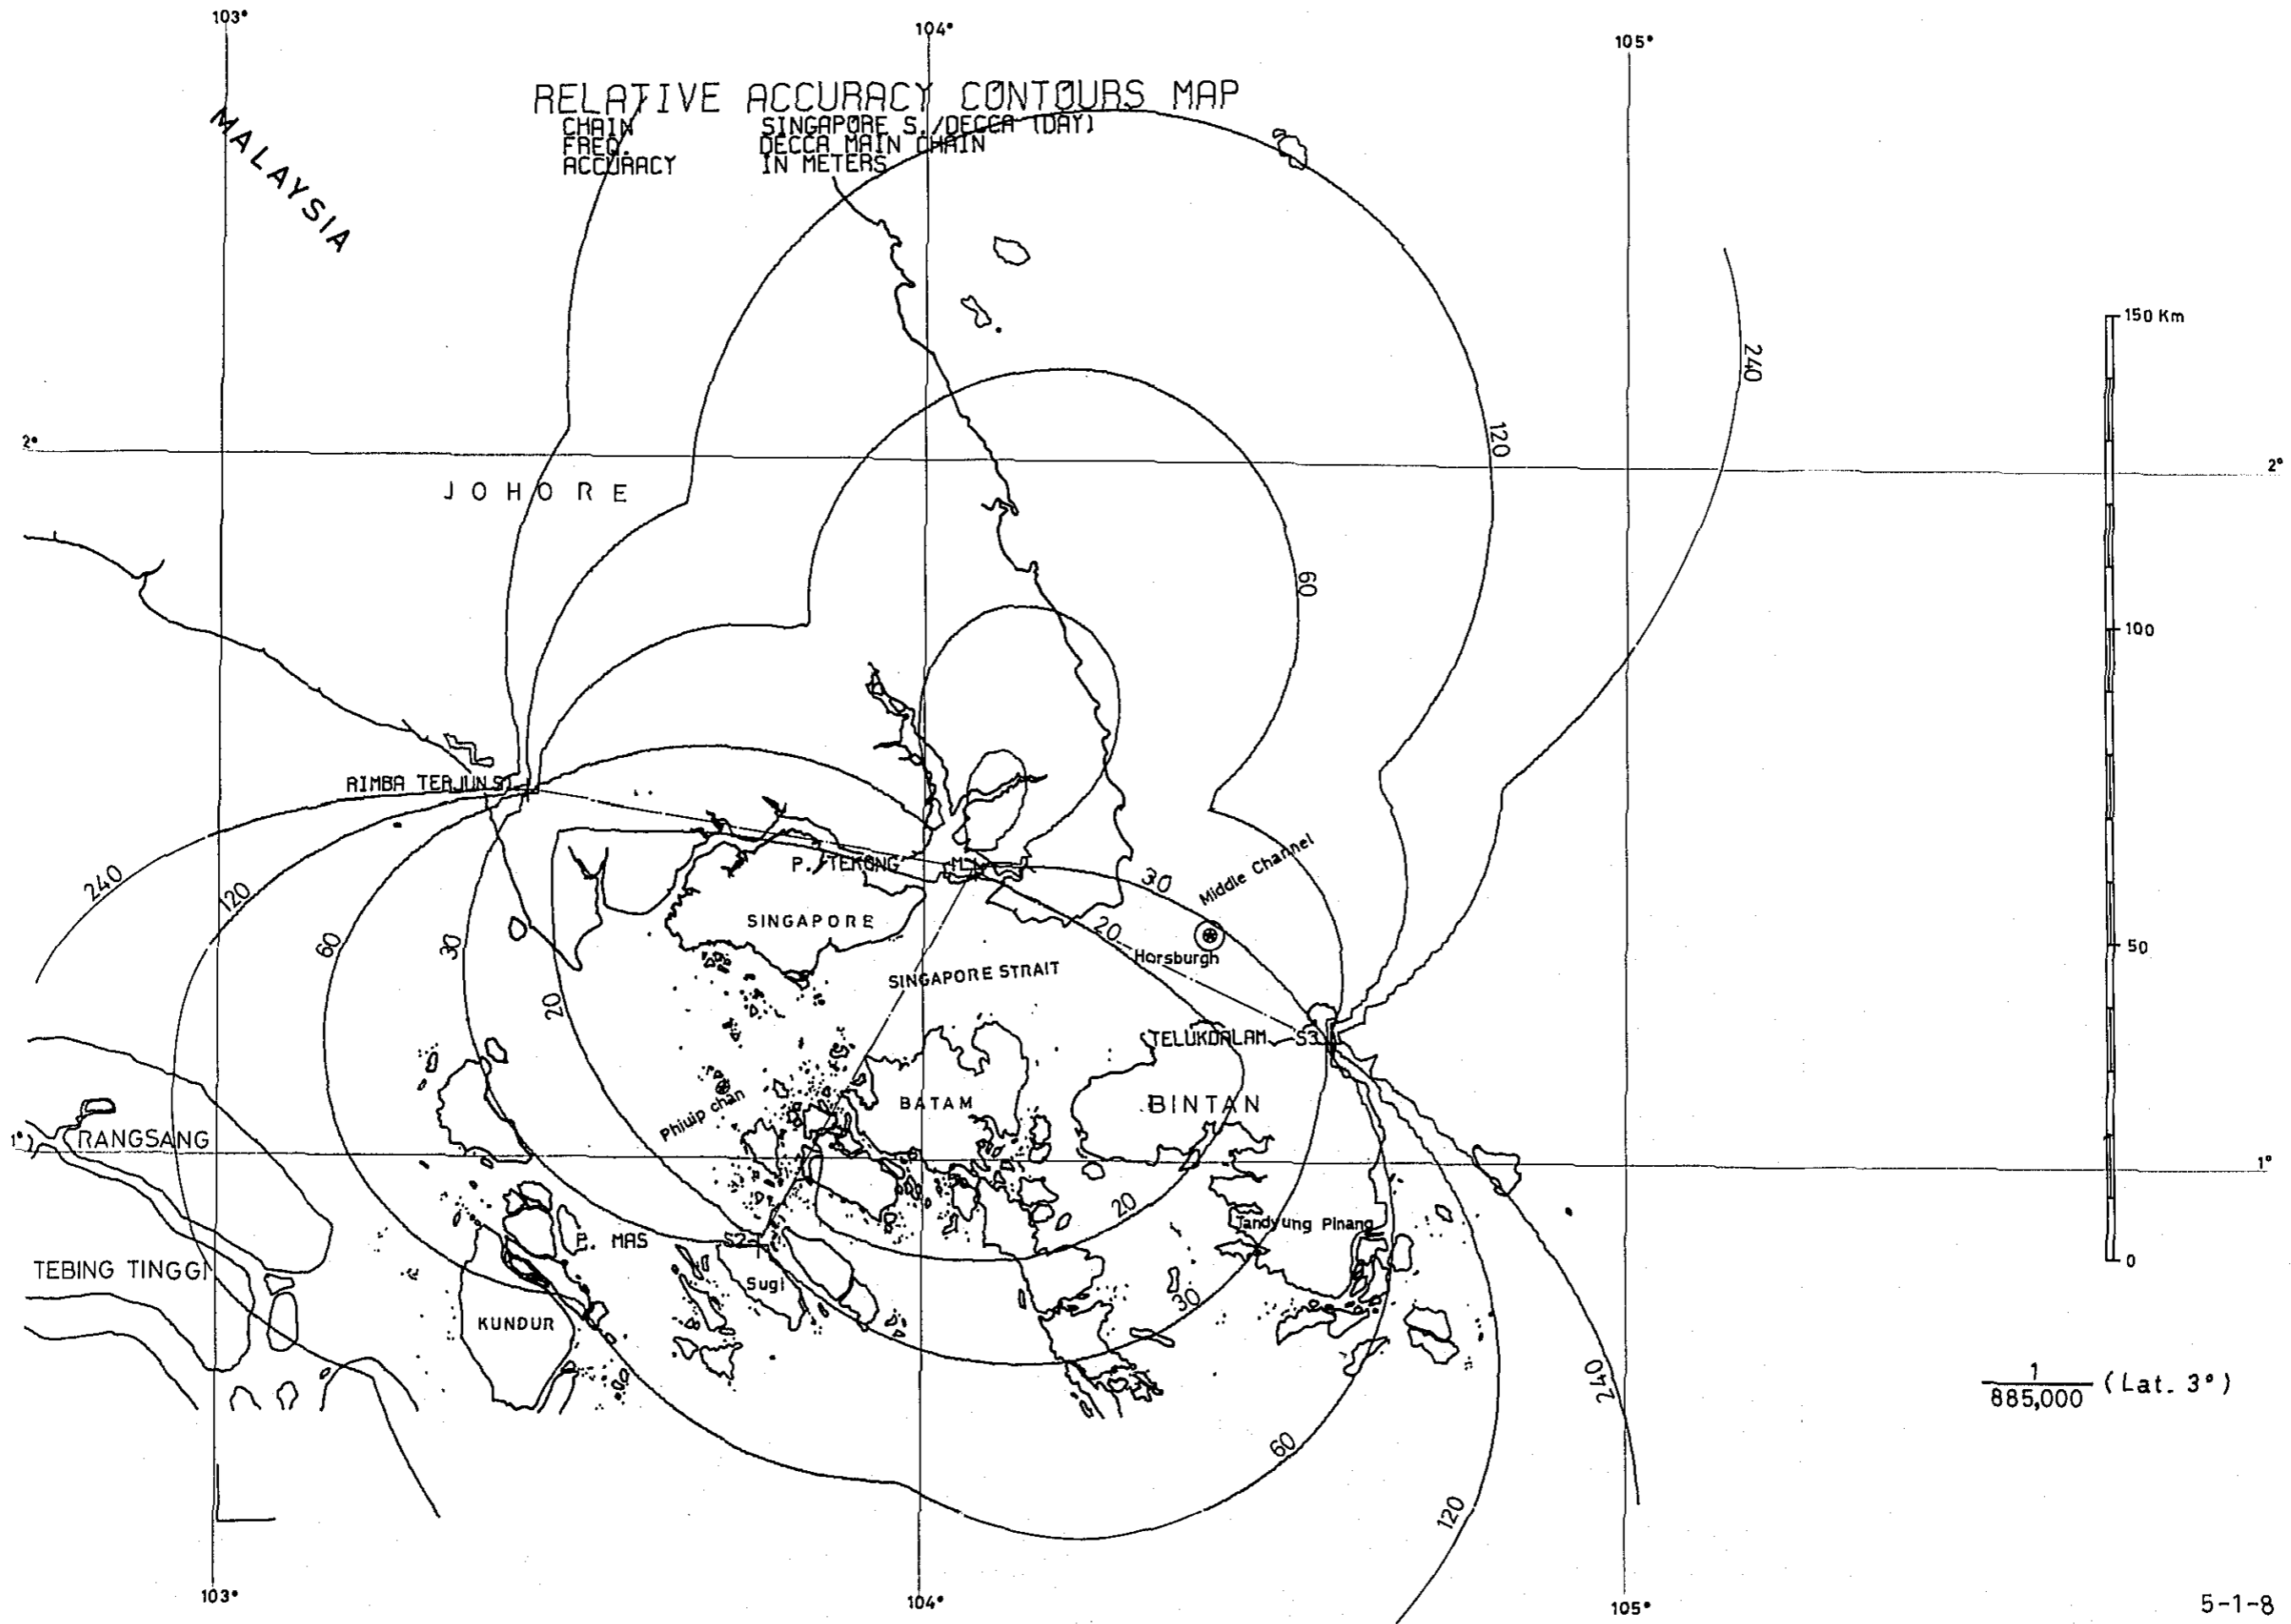 103°
104°
105°
RELATIVE ACCURACY CONTOURS MAP
CHAIN SINGAPORE S./DECCA (DAY)
FREQ. DECCA MAIN CHAIN
ACCURACY IN METERS
MALAYSIA
150 Km
240
2°
120
2°
JOHORE
60
100
RIMBA TERJUN S1
P. TEKONG M
30
Middle Channel
240
120
SINGAPORE
20
60
30
Horsburgh
50
SINGAPORE STRAIT
20
TELUKDALAM S3
BATAM
BINTAN
Phiuip chan
1°
RANGSANG
1°
20
Tandyung Pinang
S2
P. MAS
TEBING TINGGI
Sugi
0
30
KUNDUR
240
1
885,000 (Lat. 3°)
60
120
103°
104°
105°
5-1-8